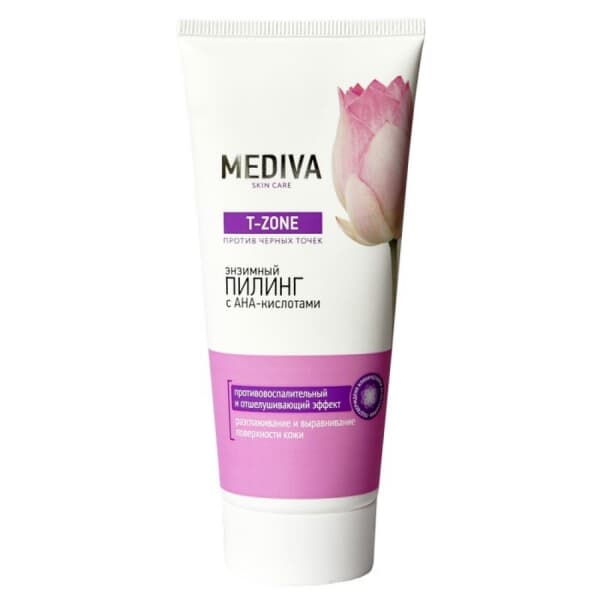 MEDIVA
SKIN CARE
T-ZONE
ПРОТИВ ЧЕРНЫХ ТОЧЕК
энзимный
ПИЛИНГ
с АНА-кислотами
противовоспалительный
и отшелушивающий эффект
разглаживание и выравнивание
поверхности кожи